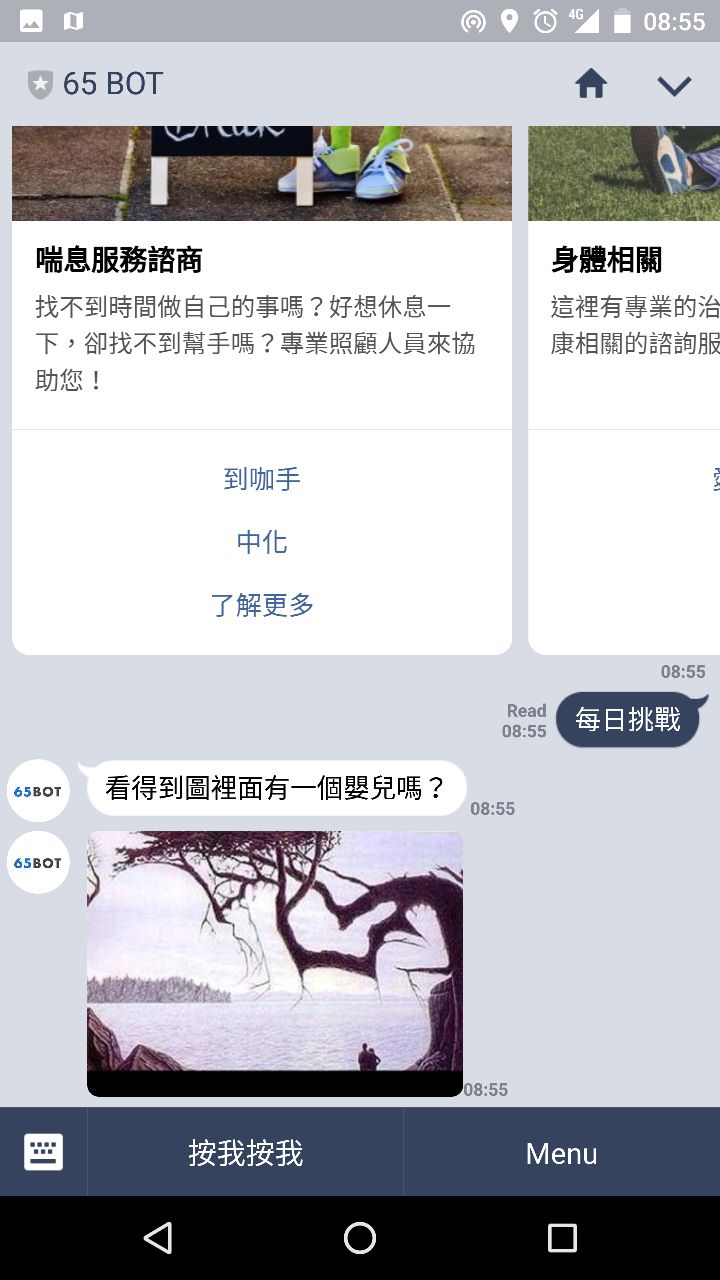 4G 08:55
65 BOT
喘息服務諮商
找不到時間做自己的事嗎？好想休息一
下，卻找不到幫手嗎？專業照顧人員來協
助您！
到咖手
中化
了解更多
身體相關
這裡有專業的治
康相關的諮詢服
08:55
Read
08:55
每日挑戰
65BOT
看得到圖裡面有一個嬰兒嗎？
08:55
65BOT
08:55
按我按我
Menu